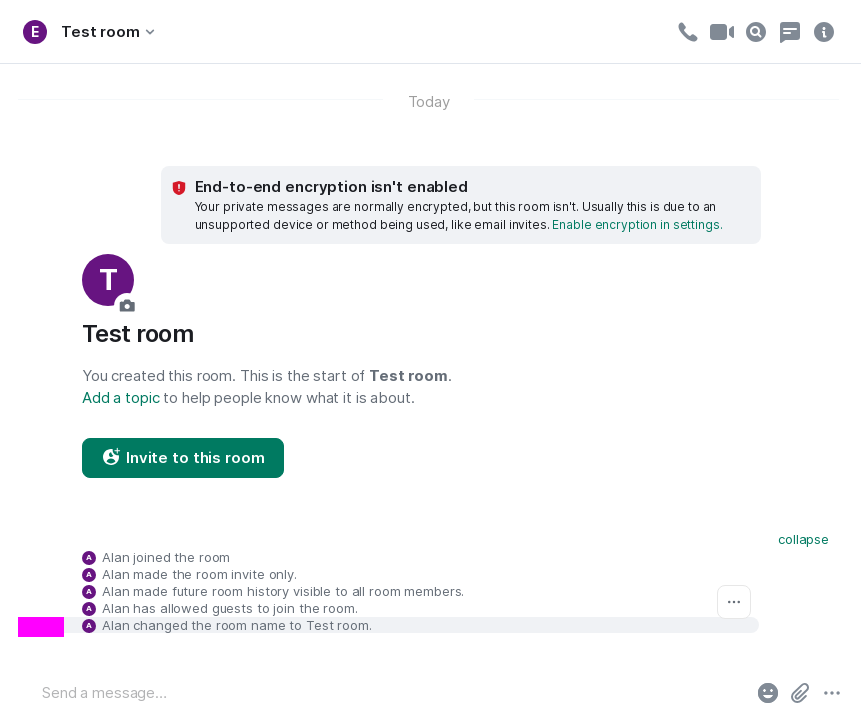 E Test room
Today
End-to-end encryption isn't enabled
Your private messages are normally encrypted, but this room isn't. Usually this is due to an
unsupported device or method being used, like email invites. Enable encryption in settings.
T
Test room
You created this room. This is the start of Test room.
Add a topic to help people know what it is about.
Invite to this room
collapse
A Alan joined the room
A Alan made the room invite only.
A Alan made future room history visible to all room members.
A Alan has allowed guests to join the room.
A Alan changed the room name to Test room.
Send a message…